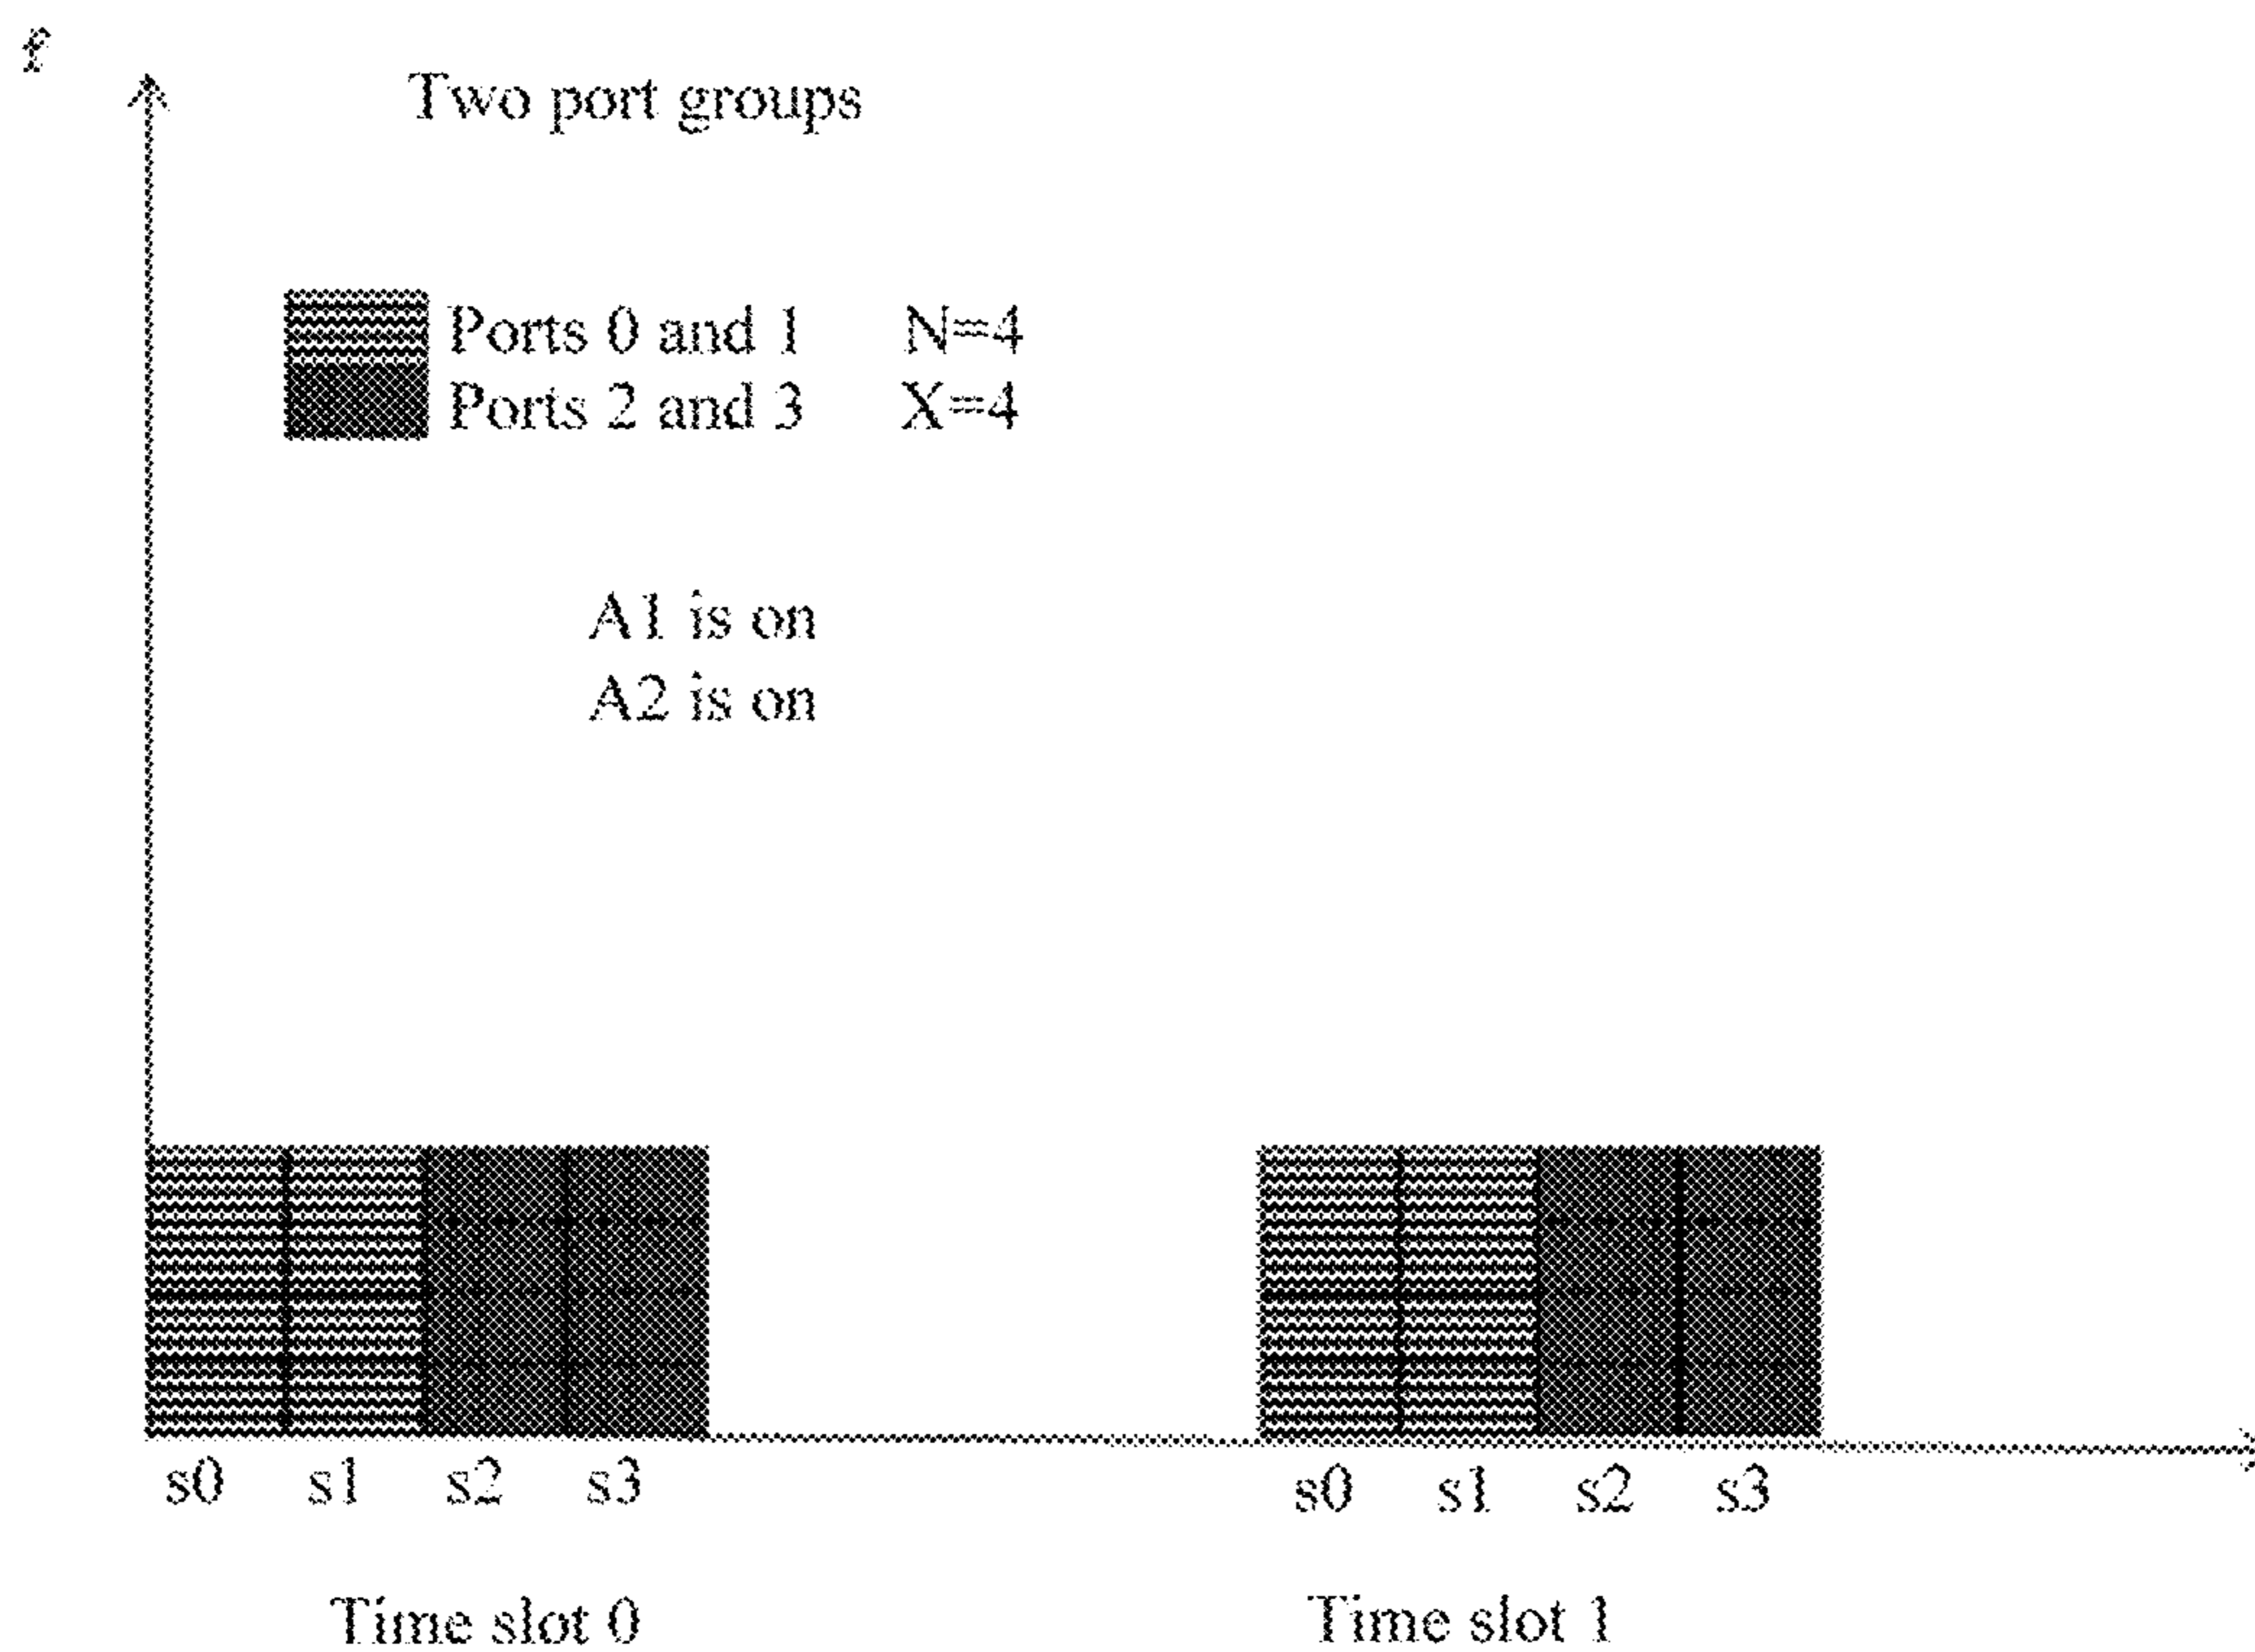 f
Two port groups
Ports 0 and 1 N=4
Ports 2 and 3 X=4
A1 is on
A2 is on
s0 s1 s2 s3 s0 s1 s2 s3
Time slot 0 Time slot 1